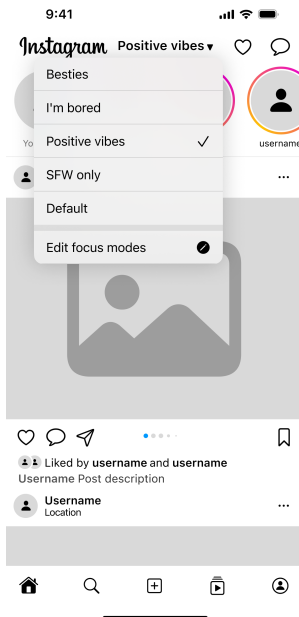 9:41
Instagram Positive vibes ▾
Besties
I'm bored
Positive vibes
SFW only
Default
Edit focus modes
Yo
username
Liked by username and username
Username Post description
Username
Location